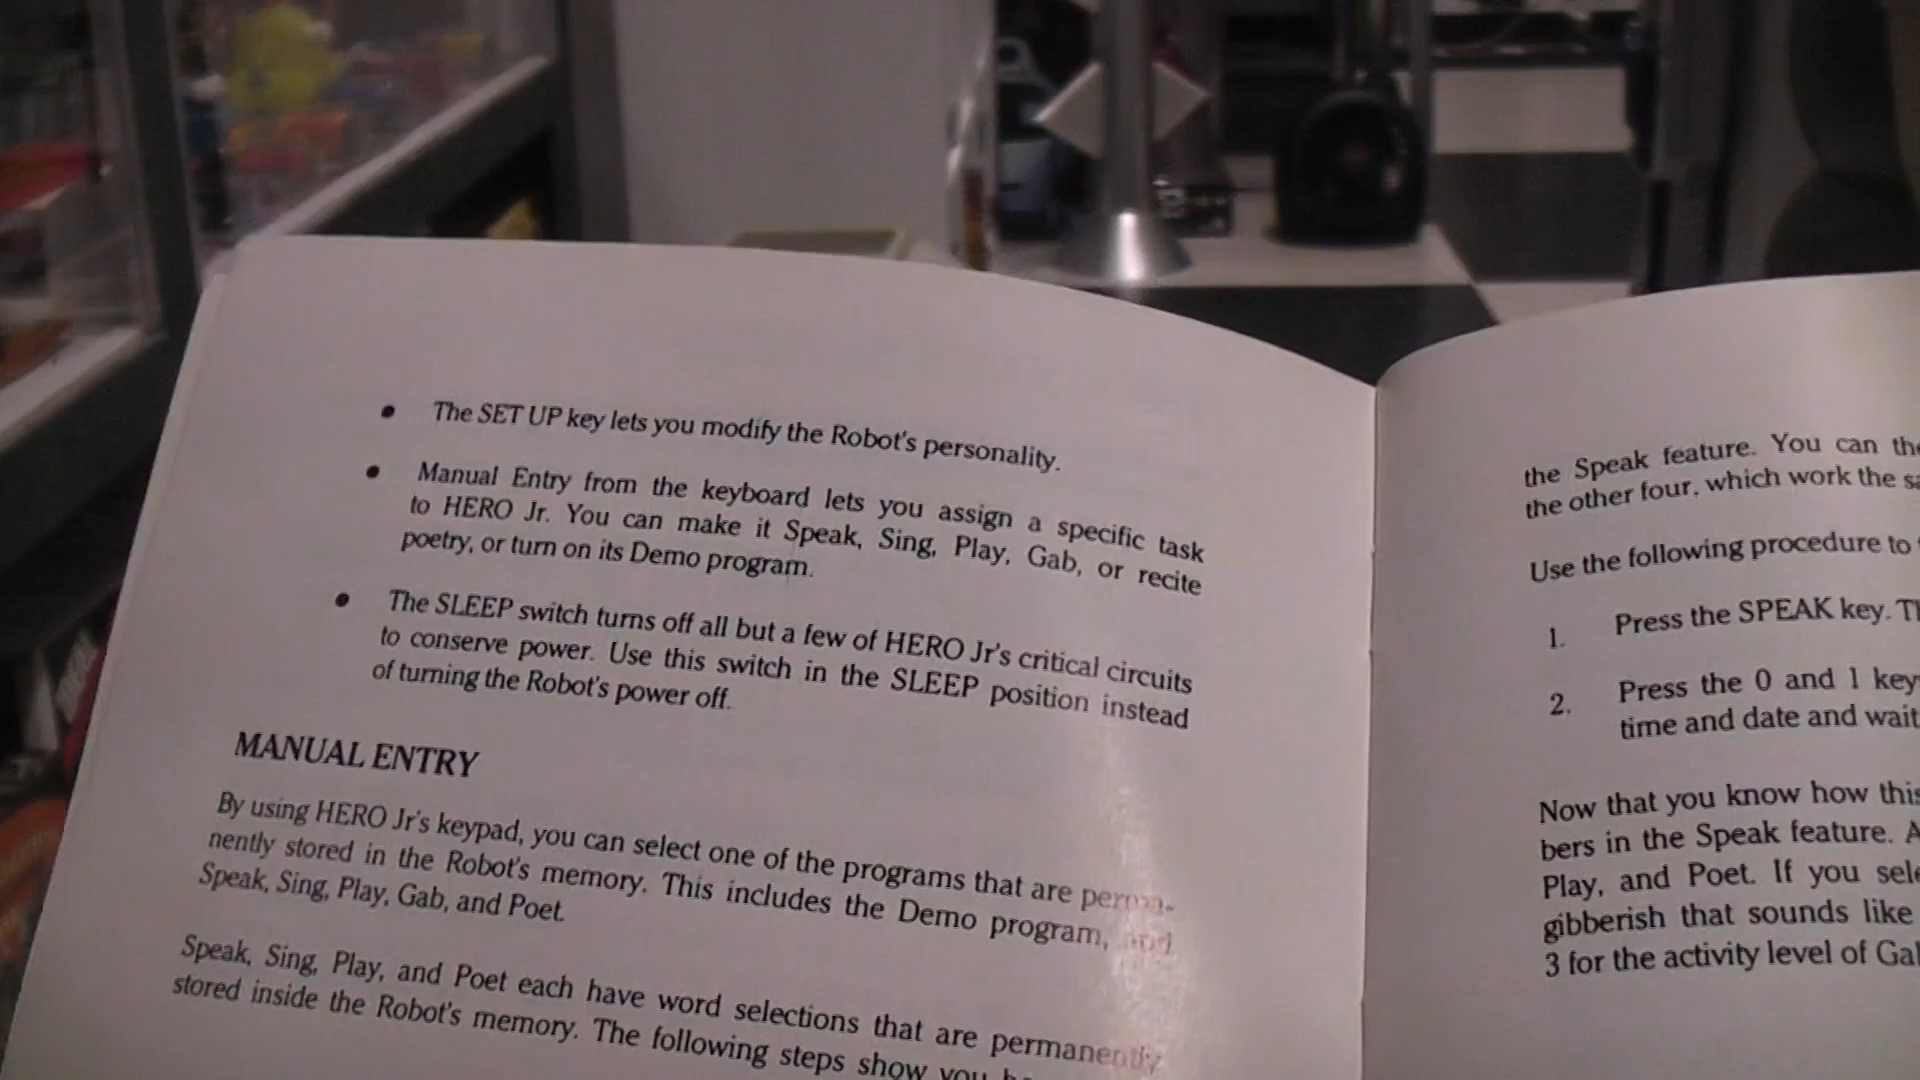 • The SET UP key lets you modify the Robot's personality.
• Manual Entry from the keyboard lets you assign a specific task
to HERO Jr. You can make it Speak, Sing, Play, Gab, or recite
poetry, or turn on its Demo program.
• The SLEEP switch turns off all but a few of HERO Jr's critical circuits
to conserve power. Use this switch in the SLEEP position instead
of turning the Robot's power off.
MANUAL ENTRY
By using HERO Jr's keypad, you can select one of the programs that are perma-
nently stored in the Robot's memory. This includes the Demo program, and
Speak, Sing, Play, Gab, and Poet.
Speak, Sing, Play, and Poet each have word selections that are permanently
stored inside the Robot's memory. The following steps show you
the Speak feature. You can the
the other four, which work the sa
Use the following procedure to
1. Press the SPEAK key. Th
2. Press the 0 and 1 key
time and date and wait
Now that you know how this
bers in the Speak feature. A
Play, and Poet. If you sele
gibberish that sounds like
3 for the activity level of Gab